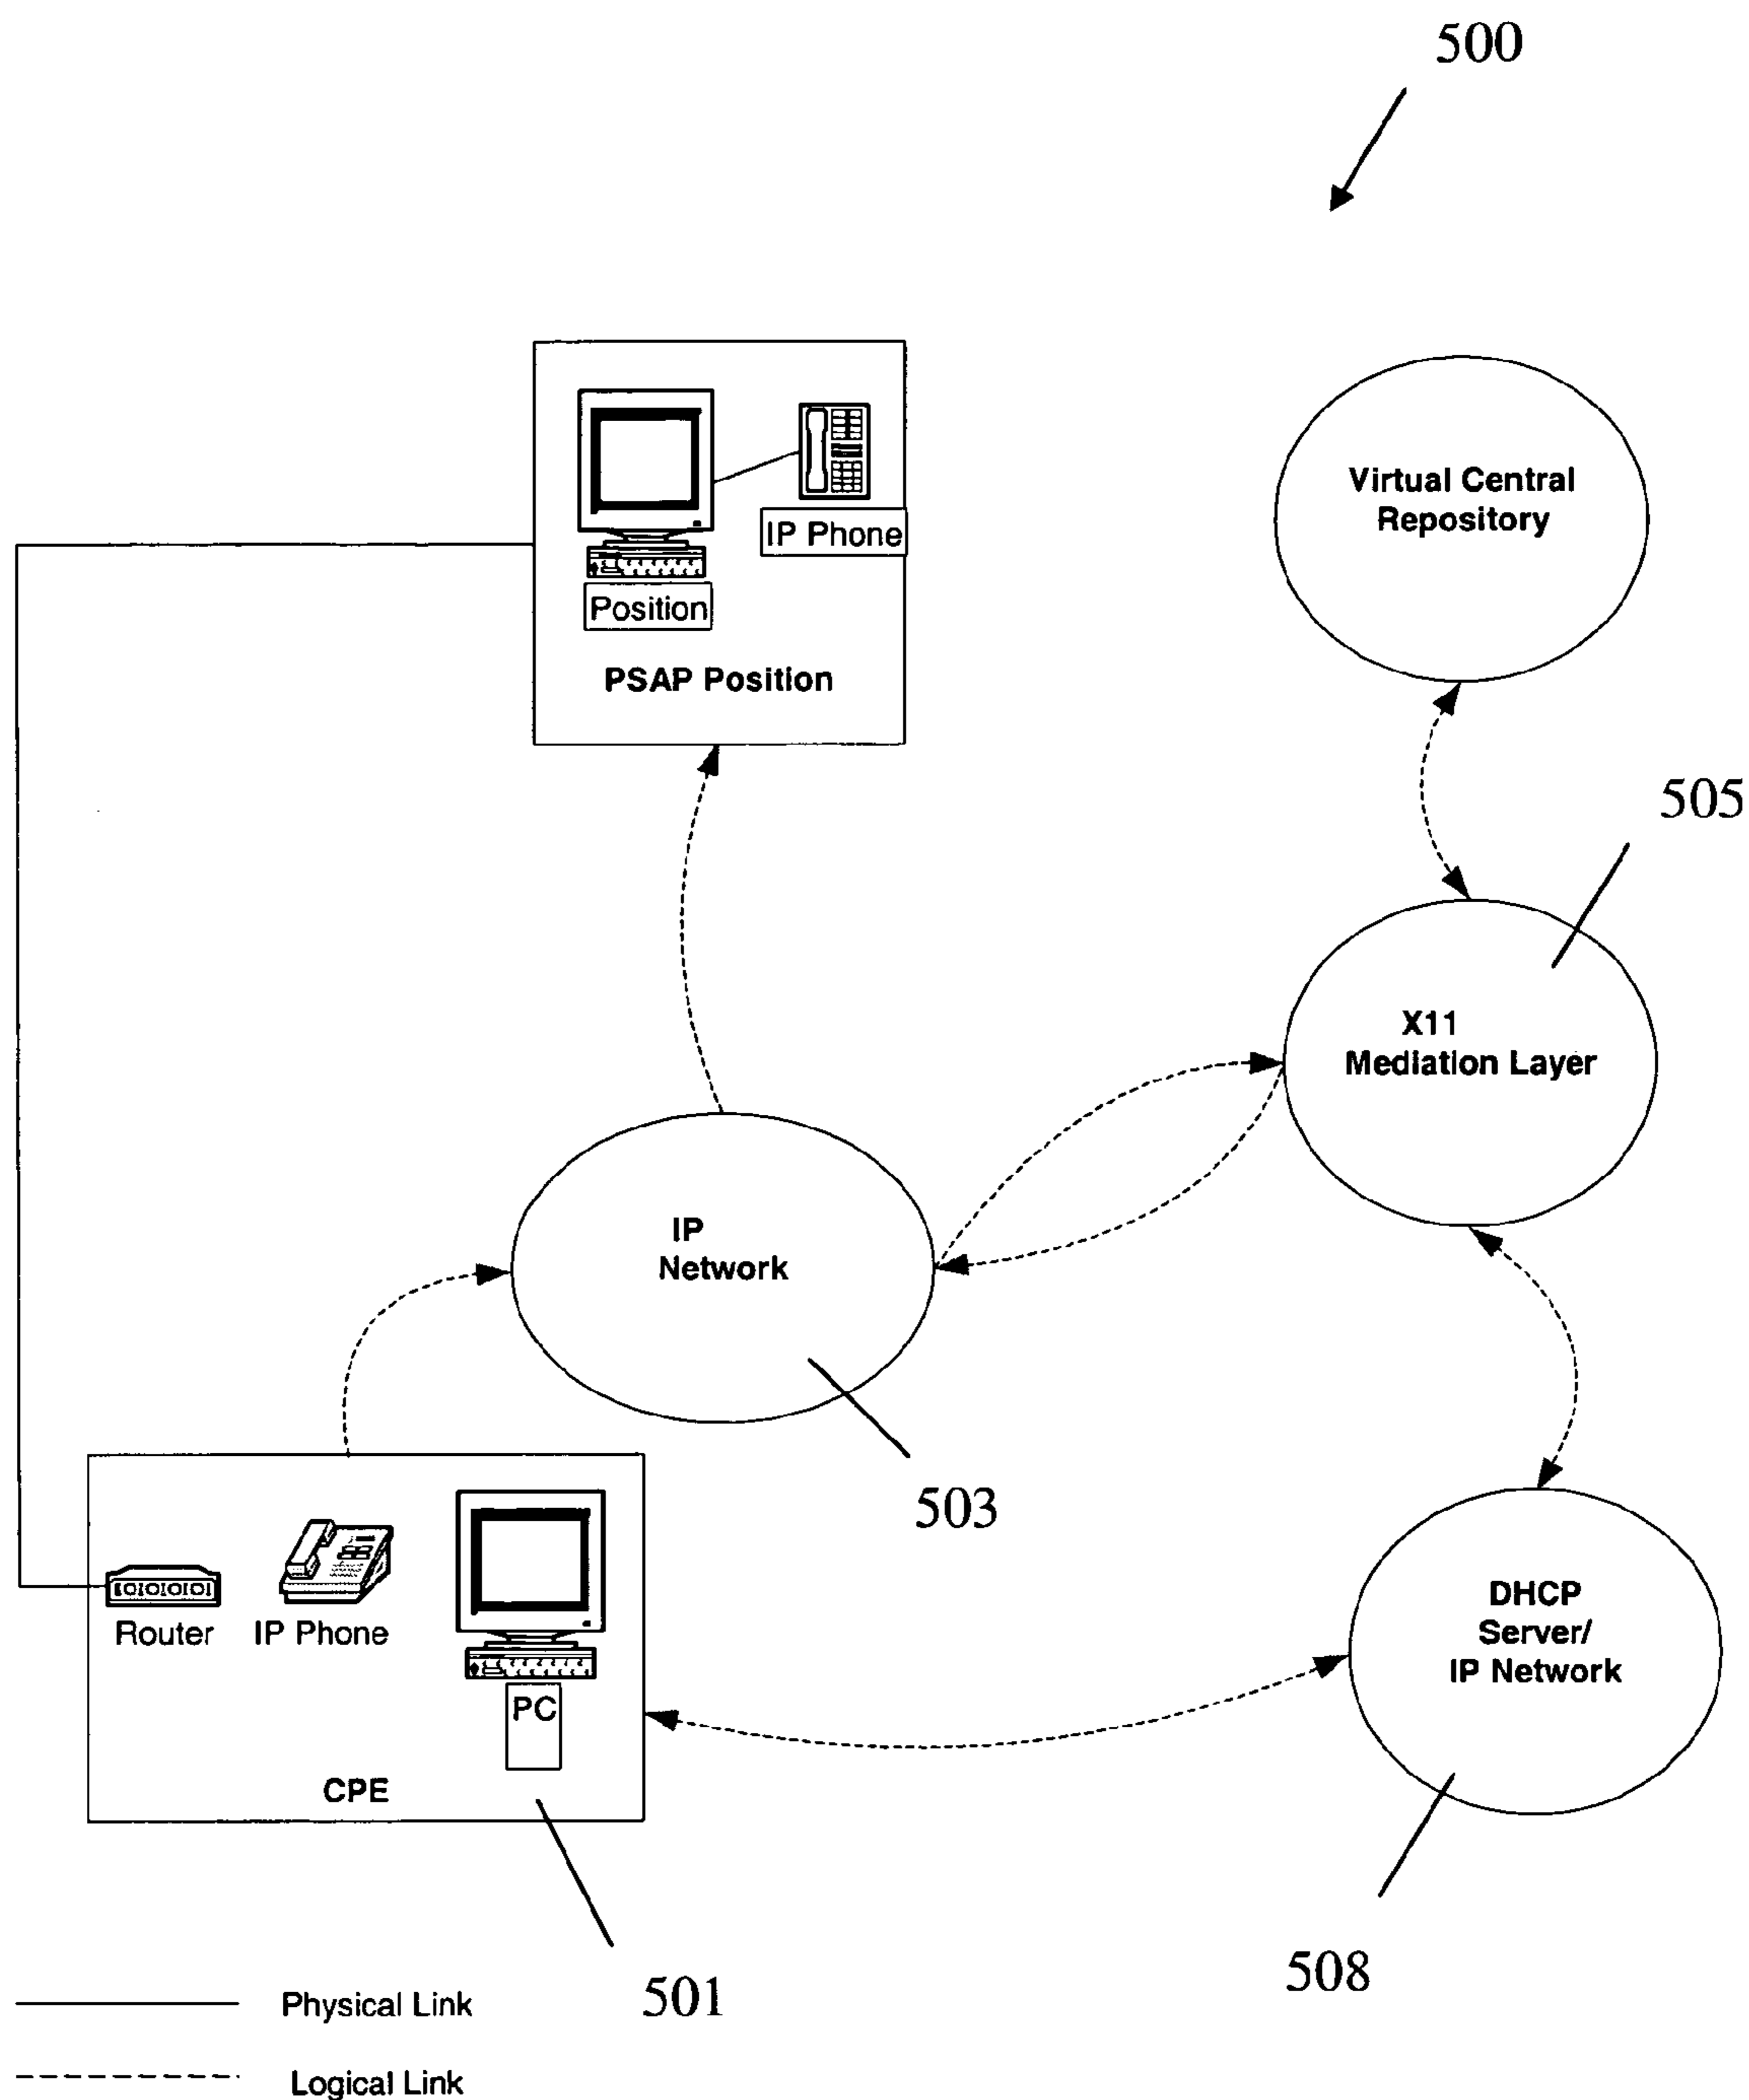 500
IP Phone
Position
PSAP Position
Virtual Central
Repository
505
X11
Mediation Layer
IP
Network
503
Router
IP Phone
PC
CPE
DHCP
Server/
IP Network
501
508
Physical Link
Logical Link